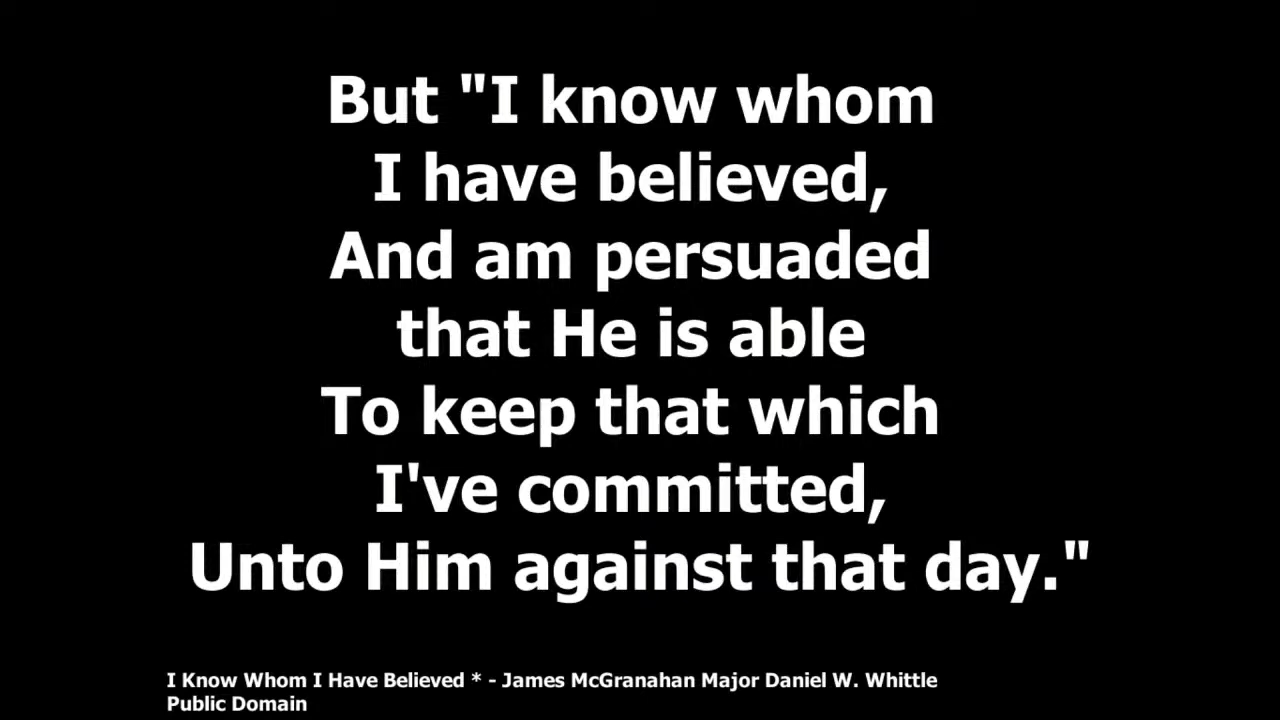 But "I know whom
I have believed,
And am persuaded
that He is able
To keep that which
I've committed,
Unto Him against that day."
I Know Whom I Have Believed * - James McGranahan Major Daniel W. Whittle
Public Domain